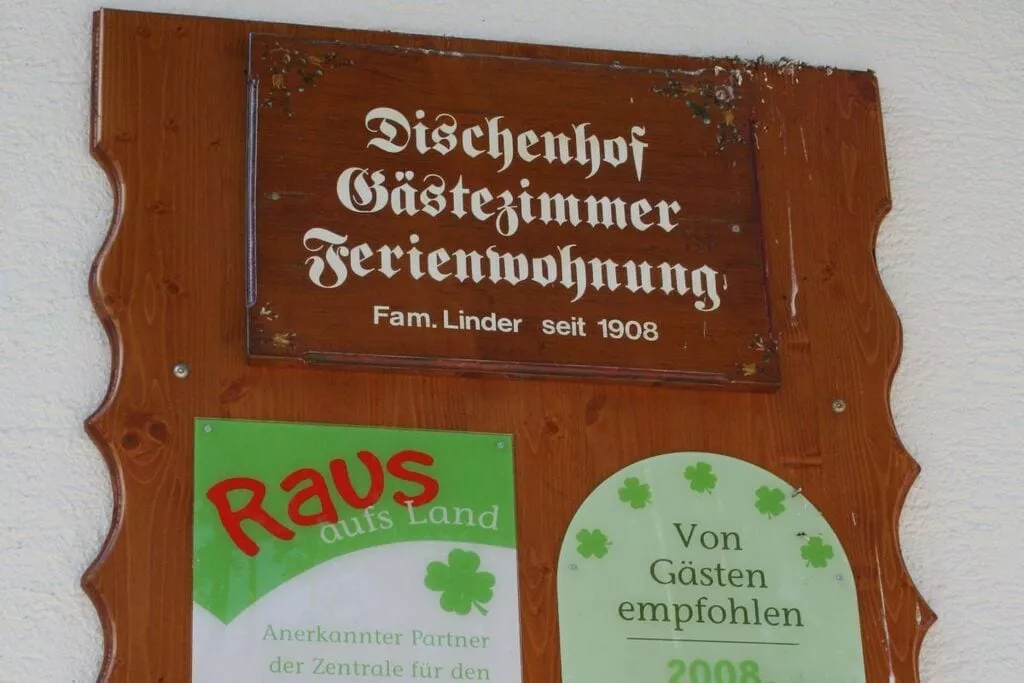 Dischenhof
Gästezimmer
Ferienwohnung
Fam. Linder seit 1908
Raus
aufs Land
Anerkannter Partner
der Zentrale für den
Von
Gästen
empfohlen
2008